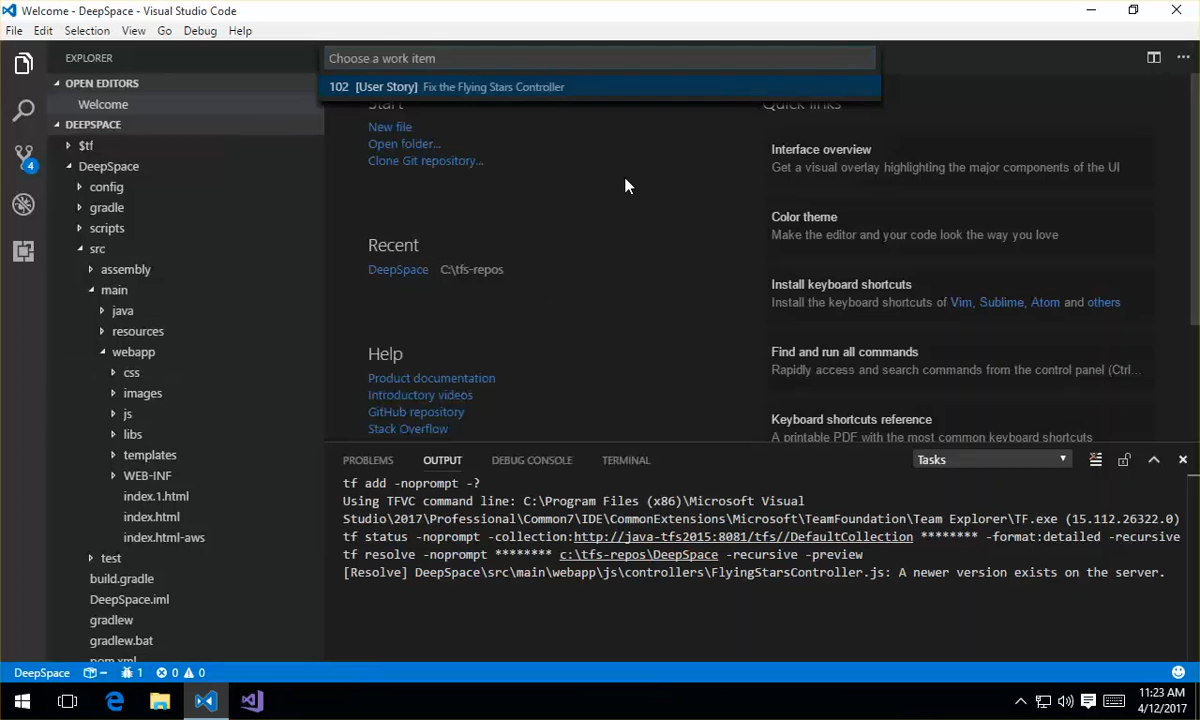 Welcome - DeepSpace - Visual Studio Code
File Edit Selection View Go Debug Help
EXPLORER
OPEN EDITORS
Welcome
DEEPSPACE
$tf
DeepSpace
config
gradle
scripts
src
assembly
main
java
resources
webapp
css
images
js
libs
templates
WEB-INF
index.1.html
index.html
index.html-aws
test
build.gradle
DeepSpace.iml
gradlew
gradlew.bat
pom.xml
4
Choose a work item
102 [User Story] Fix the Flying Stars Controller
Start
New file
Open folder...
Clone Git repository...
Recent
DeepSpace C:\tfs-repos
Help
Product documentation
Introductory videos
GitHub repository
Stack Overflow
Quick links
Interface overview
Get a visual overlay highlighting the major components of the UI
Color theme
Make the editor and your code look the way you love
Install keyboard shortcuts
Install the keyboard shortcuts of Vim, Sublime, Atom and others
Find and run all commands
Rapidly access and search commands from the control panel (Ctrl...
Keyboard shortcuts reference
A printable PDF with the most common keyboard shortcuts
PROBLEMS OUTPUT DEBUG CONSOLE TERMINAL Tasks
tf add -noprompt -?
Using TFVC command line: C:\Program Files (x86)\Microsoft Visual
Studio\2017\Professional\Common7\IDE\CommonExtensions\Microsoft\TeamFoundation\Team Explorer\TF.exe (15.112.26322.0)
tf status -noprompt -collection:http://java-tfs2015:8081/tfs//DefaultCollection ******** -format:detailed -recursive
tf resolve -noprompt ******** c:\tfs-repos\DeepSpace -recursive -preview
[Resolve] DeepSpace\src\main\webapp\js\controllers\FlyingStarsController.js: A newer version exists on the server.
DeepSpace 1 0 0
11:23 AM
4/12/2017